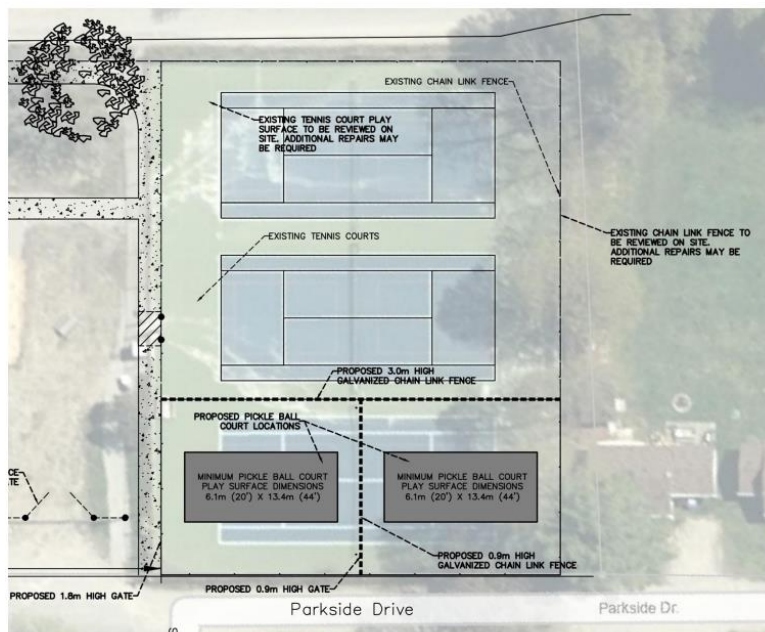 EXISTING CHAIN LINK FENCE
EXISTING TENNIS COURT PLAY
SURFACE TO BE REVIEWED ON
SITE. ADDITIONAL REPAIRS MAY
BE REQUIRED
EXISTING TENNIS COURTS
EXISTING CHAIN LINK FENCE TO
BE REVIEWED ON SITE.
ADDITIONAL REPAIRS MAY BE
REQUIRED
PROPOSED 3.0m HIGH
GALVANIZED CHAIN LINK FENCE
PROPOSED PICKLE BALL
COURT LOCATIONS
MINIMUM PICKLE BALL COURT
PLAY SURFACE DIMENSIONS
6.1m (20') X 13.4m (44')
MINIMUM PICKLE BALL COURT
PLAY SURFACE DIMENSIONS
6.1m (20') X 13.4m (44')
PROPOSED 0.9m HIGH
GALVANIZED CHAIN LINK FENCE
PROPOSED 1.8m HIGH GATE
PROPOSED 0.9m HIGH GATE
Parkside Drive
Parkside Dr.